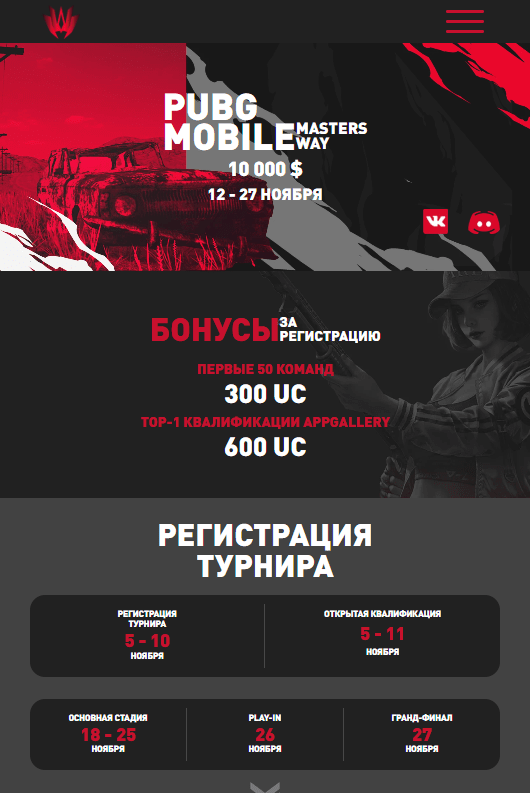 PUBG
MOBILE
MASTERS
WAY
10 000 $
12 - 27 НОЯБРЯ
БОНУСЫ
ЗА
РЕГИСТРАЦИЮ
ПЕРВЫЕ 50 КОМАНД
300 UC
TOP-1 КВАЛИФИКАЦИИ APPGALLERY
600 UC
РЕГИСТРАЦИЯ
ТУРНИРА
РЕГИСТРАЦИЯ
ТУРНИРА
5 - 10
НОЯБРЯ
ОТКРЫТАЯ КВАЛИФИКАЦИЯ
5 - 11
НОЯБРЯ
ОСНОВНАЯ СТАДИЯ
18 - 25
НОЯБРЯ
PLAY-IN
26
НОЯБРЯ
ГРАНД-ФИНАЛ
27
НОЯБРЯ